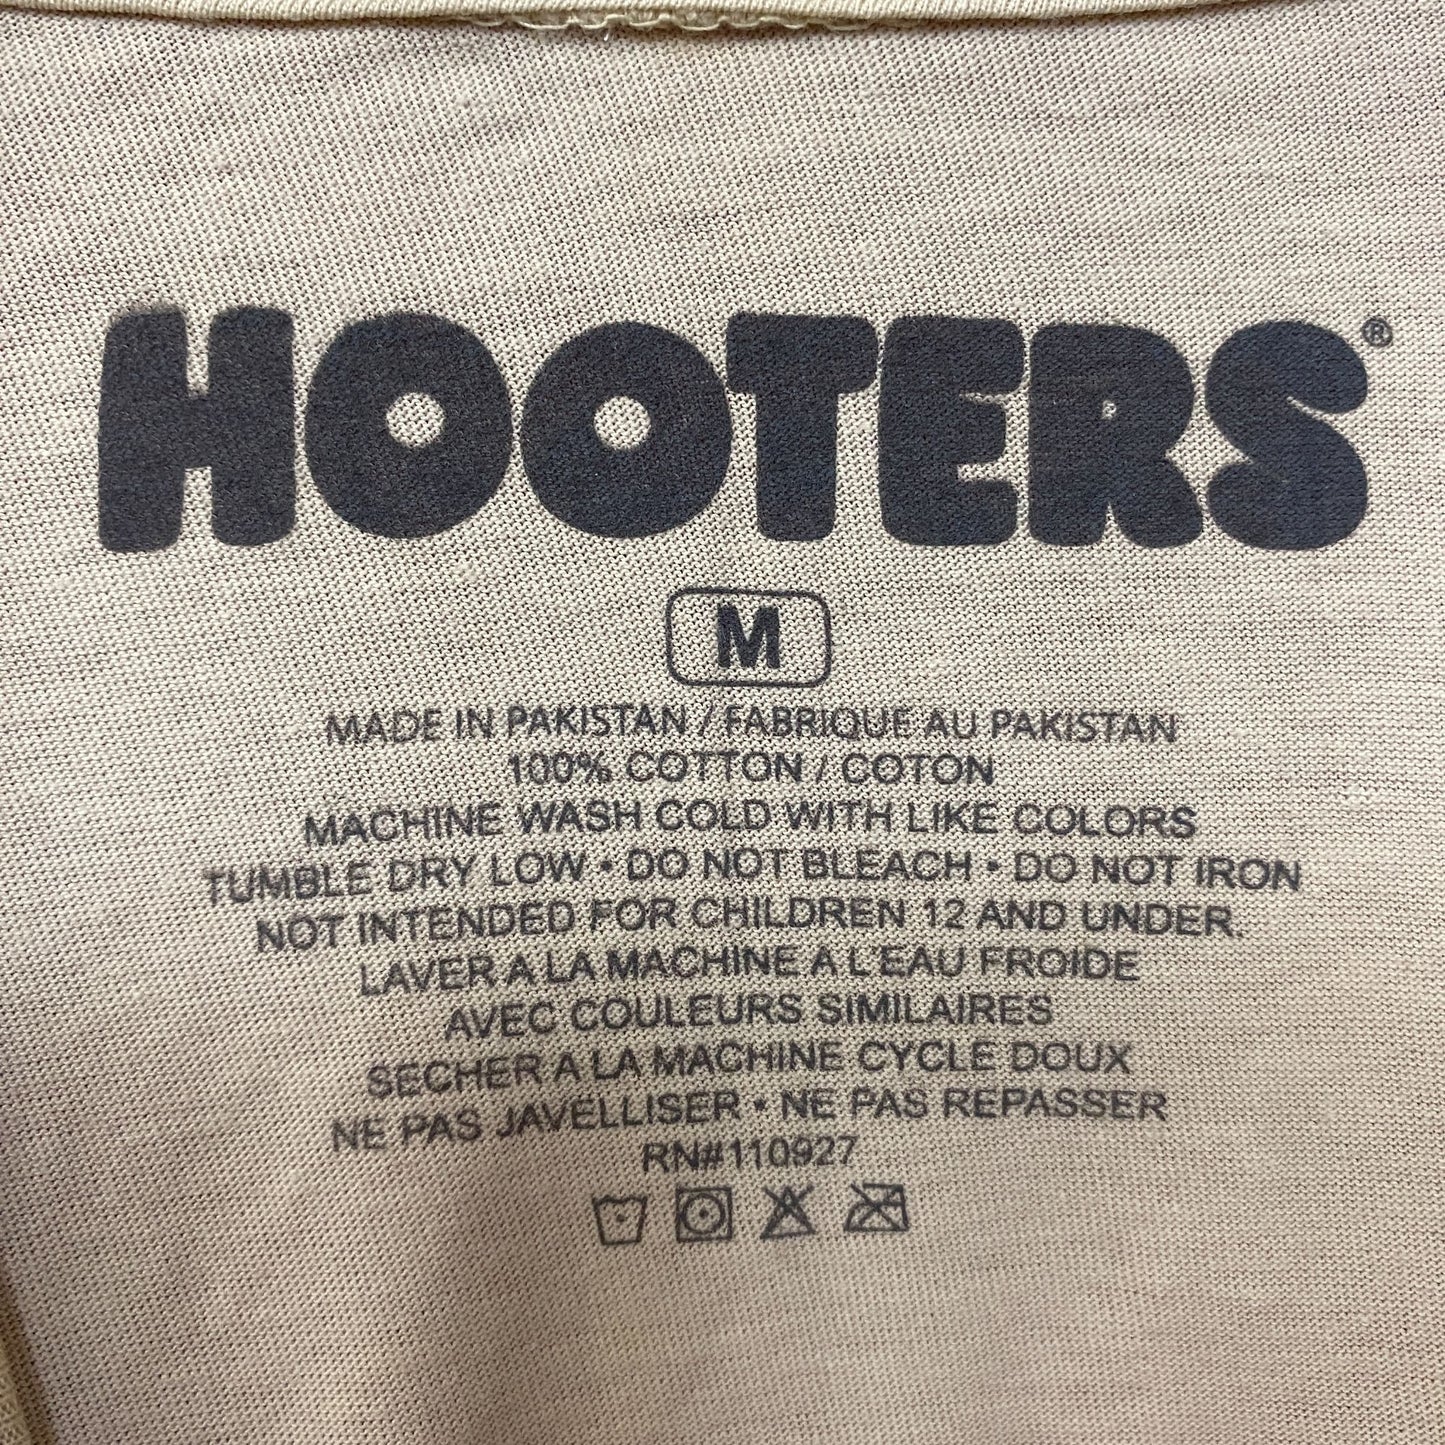 HOOTERS®
M
MADE IN PAKISTAN / FABRIQUE AU PAKISTAN
100% COTTON / COTON
MACHINE WASH COLD WITH LIKE COLORS
TUMBLE DRY LOW • DO NOT BLEACH • DO NOT IRON
NOT INTENDED FOR CHILDREN 12 AND UNDER.
LAVER A LA MACHINE A L'EAU FROIDE
AVEC COULEURS SIMILAIRES
SECHER A LA MACHINE CYCLE DOUX
NE PAS JAVELLISER • NE PAS REPASSER
RN#110927